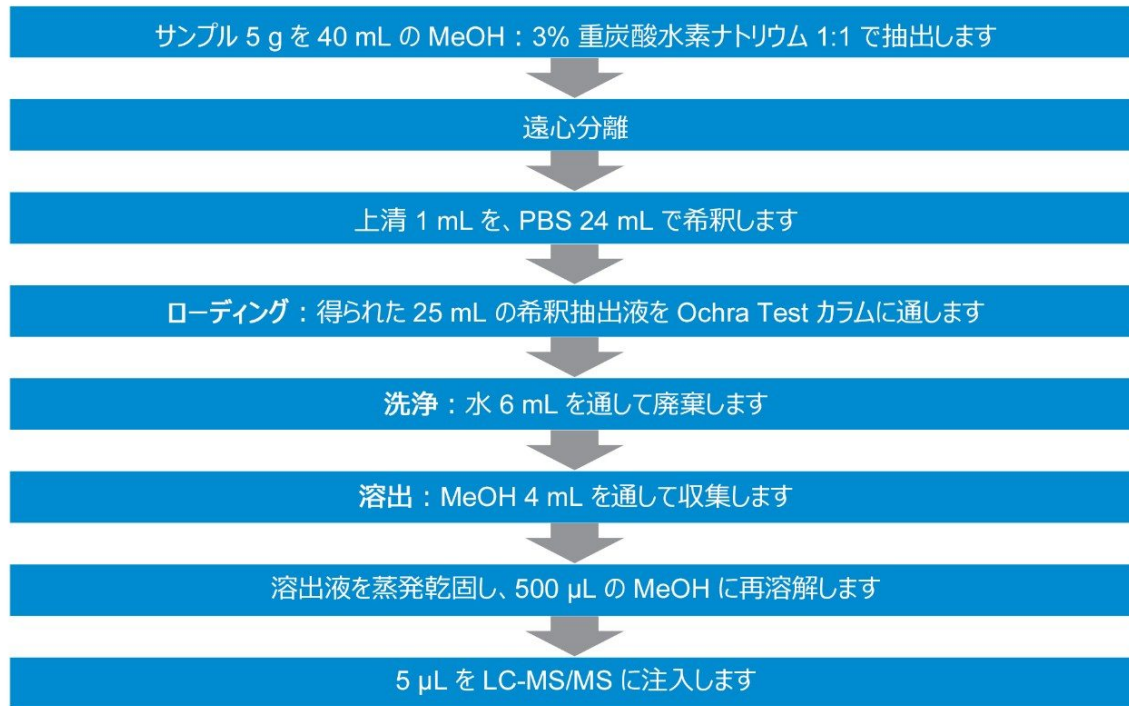 サンプル 5 g を 40 mL の MeOH：3% 重炭酸水素ナトリウム 1:1 で抽出します
遠心分離
上清 1 mL を、PBS 24 mL で希釈します
ローディング：得られた 25 mL の希釈抽出液を Ochra Test カラムに通します
洗浄：水 6 mL を通して廃棄します
溶出：MeOH 4 mL を通して収集します
溶出液を蒸発乾固し、500 µL の MeOH に再溶解します
5 µL を LC-MS/MS に注入します